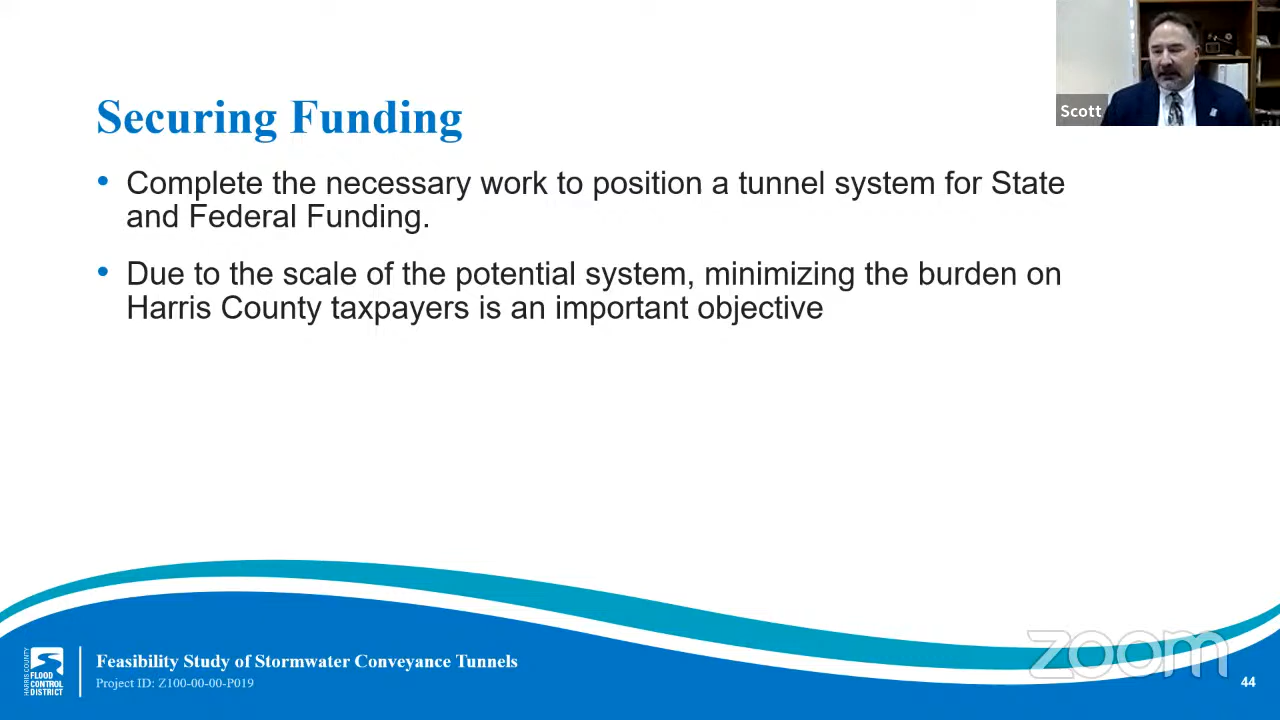 Scott
Securing Funding
• Complete the necessary work to position a tunnel system for State
and Federal Funding.
• Due to the scale of the potential system, minimizing the burden on
Harris County taxpayers is an important objective
HARRIS COUNTY
FLOOD
CONTROL
DISTRICT
Feasibility Study of Stormwater Conveyance Tunnels
Project ID: Z100-00-00-P019
zoom
44